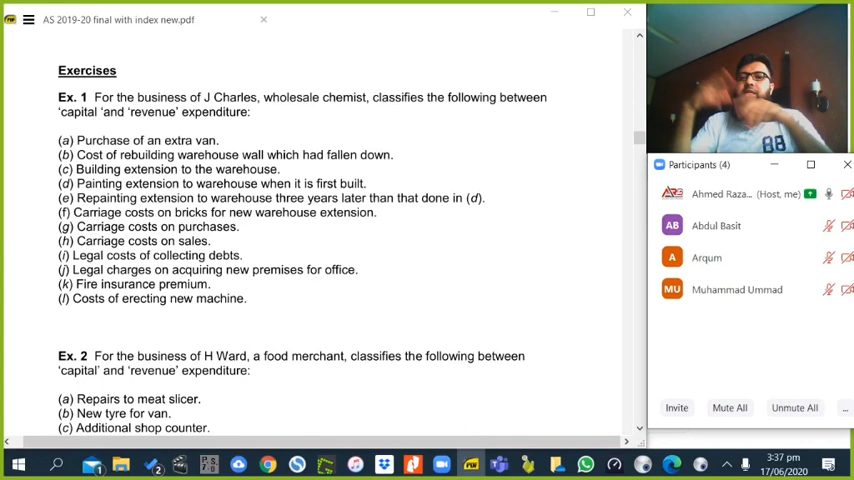 AS 2019-20 final with index new.pdf
Exercises
Ex. 1 For the business of J Charles, wholesale chemist, classifies the following between
'capital 'and 'revenue' expenditure:
(a) Purchase of an extra van.
(b) Cost of rebuilding warehouse wall which had fallen down.
(c) Building extension to the warehouse.
(d) Painting extension to warehouse when it is first built.
(e) Repainting extension to warehouse three years later than that done in (d).
(f) Carriage costs on bricks for new warehouse extension.
(g) Carriage costs on purchases.
(h) Carriage costs on sales.
(i) Legal costs of collecting debts.
(j) Legal charges on acquiring new premises for office.
(k) Fire insurance premium.
(l) Costs of erecting new machine.
Ex. 2 For the business of H Ward, a food merchant, classifies the following between
'capital' and 'revenue' expenditure:
(a) Repairs to meat slicer.
(b) New tyre for van.
(c) Additional shop counter.
88
Participants (4)
ARS Ahmed Raza... (Host, me)
AB Abdul Basit
A Arqum
MU Muhammad Ummad
Invite Mute All Unmute All ...
3:37 pm
17/06/2020